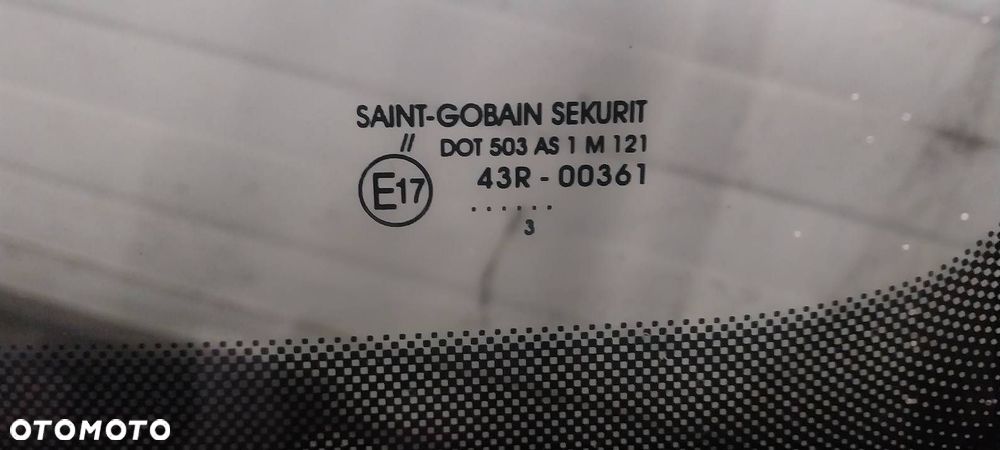 SAINT-GOBAIN SEKURIT
// DOT 503 AS 1 M 121
E17 43R - 00361
......
3
OTOMOTO